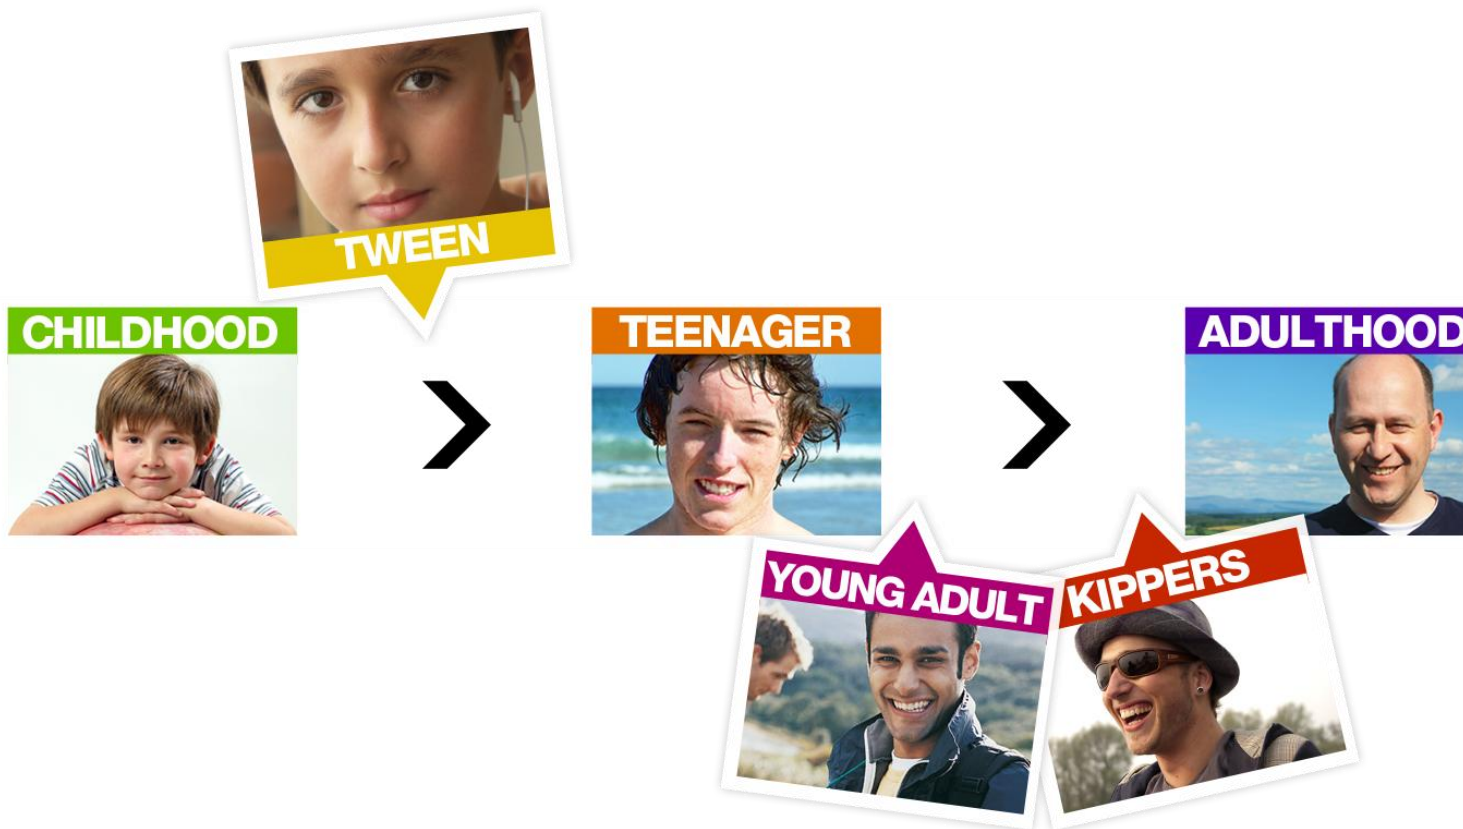 TWEEN
CHILDHOOD
TEENAGER
ADULTHOOD
YOUNG ADULT
KIPPERS